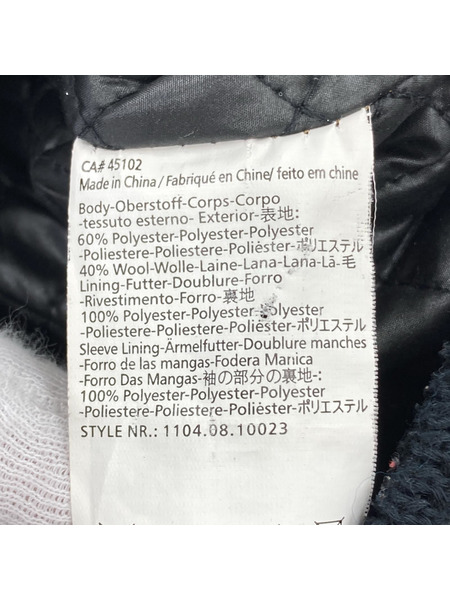 CA# 45102
Made in China / Fabriqué en Chine/ feito em chine
Body-Oberstoff-Corps-Corpo
-tessuto esterno- Exterior-表地:
60% Polyester-Polyester-Polyester
-Poliestere-Poliestere-Poliéster-ポリエステル
40% Wool-Wolle-Laine-Lana-Lana-Lã-毛
Lining-Futter-Doublure-Forro
-Rivestimento-Forro-裏地
100% Polyester-Polyester-Polyester
-Poliestere-Poliestere-Poliéster-ポリエステル
Sleeve Lining-Ärmelfutter-Doublure manches
-Forro de las mangas-Fodera Manica
-Forro Das Mangas-袖の部分の裏地-:
100% Polyester-Polyester-Polyester
-Poliestere-Poliestere-Poliéster-ポリエステル
STYLE NR.: 1104.08.10023